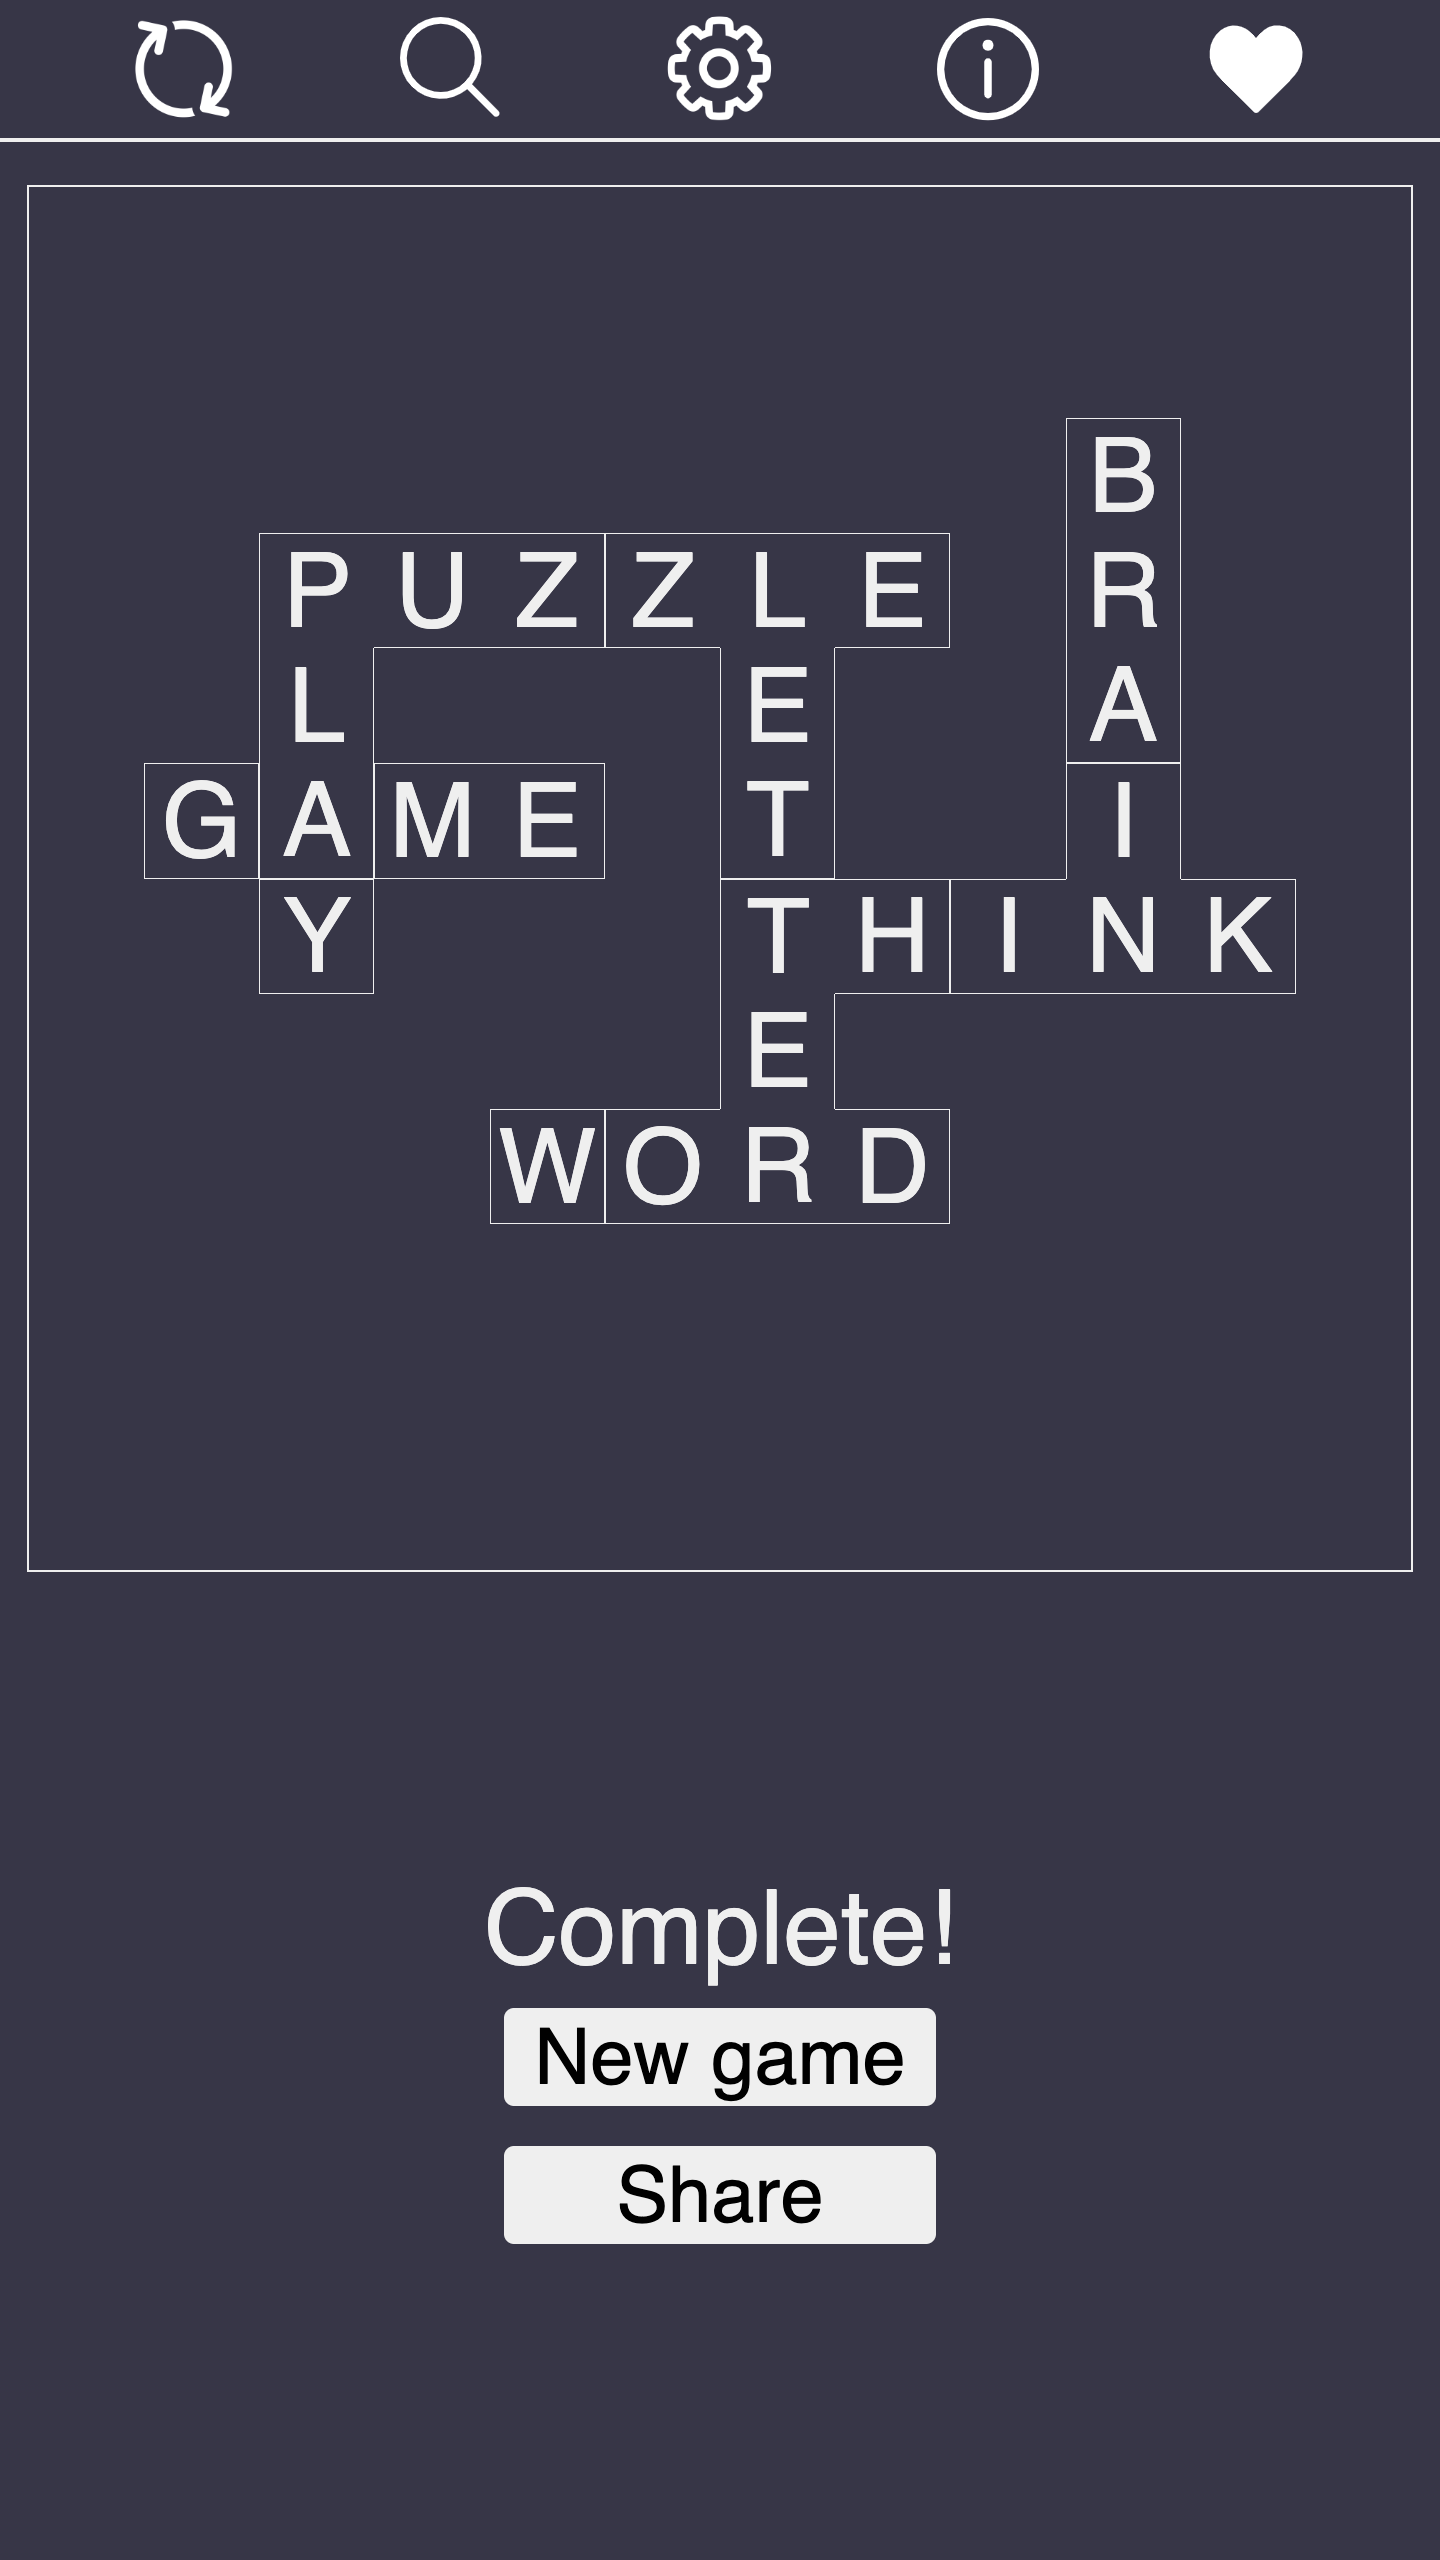 B
P U Z Z L E R
L E A
G A M E T I
Y T H I N K
E
W O R D
Complete!
New game
Share